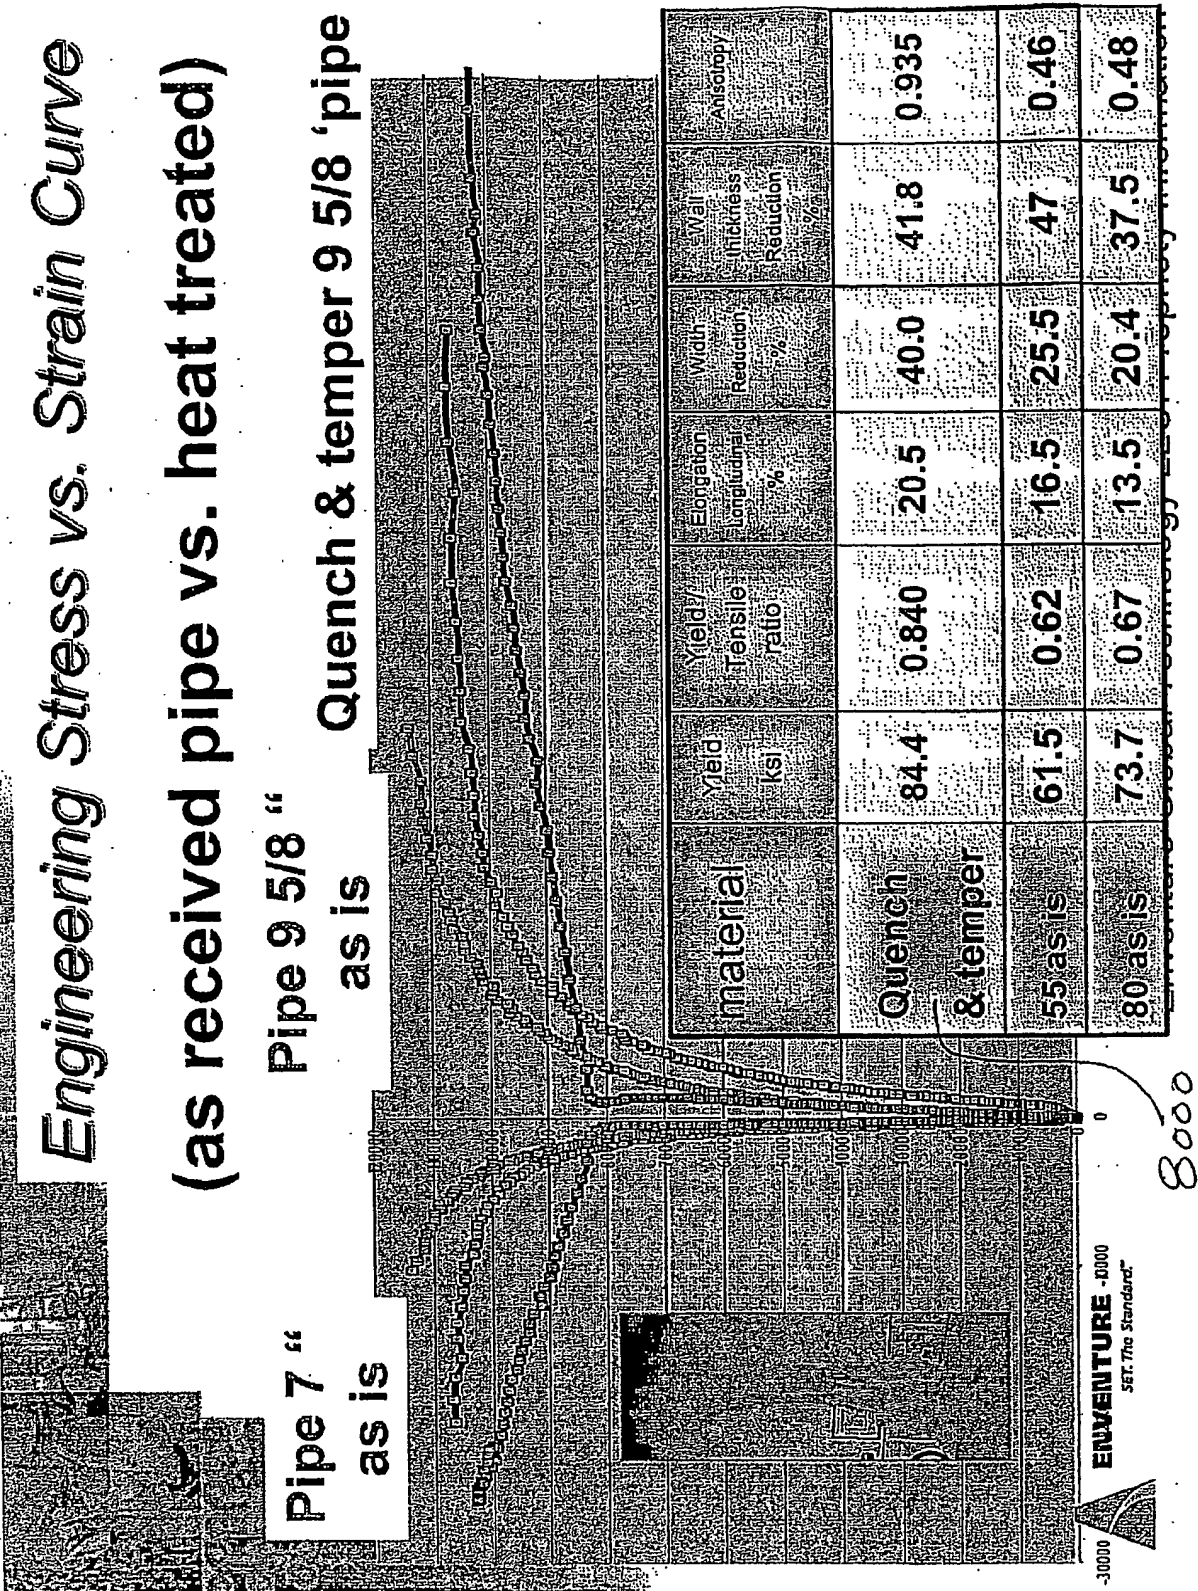 Engineering Stress vs. Strain Curve
(as received pipe vs. heat treated)
Pipe 7 “
as is
Pipe 9 5/8 “
as is
Quench & temper 9 5/8 ‘pipe
material
Yield
ksi
Yield /
Tensile
ratio
Elongation
Longitudinal
%
Width
Reduction
%
Wall
thickness
Reduction
%
Anisotropy
Quench
& temper
84.4
0.840
20.5
40.0
41.8
0.935
55 as is
61.5
0.62
16.5
25.5
47
0.46
80 as is
73.7
0.67
13.5
20.4
37.5
0.48
-30000
0
ENVENTURE
SET. The Standard.™
8000